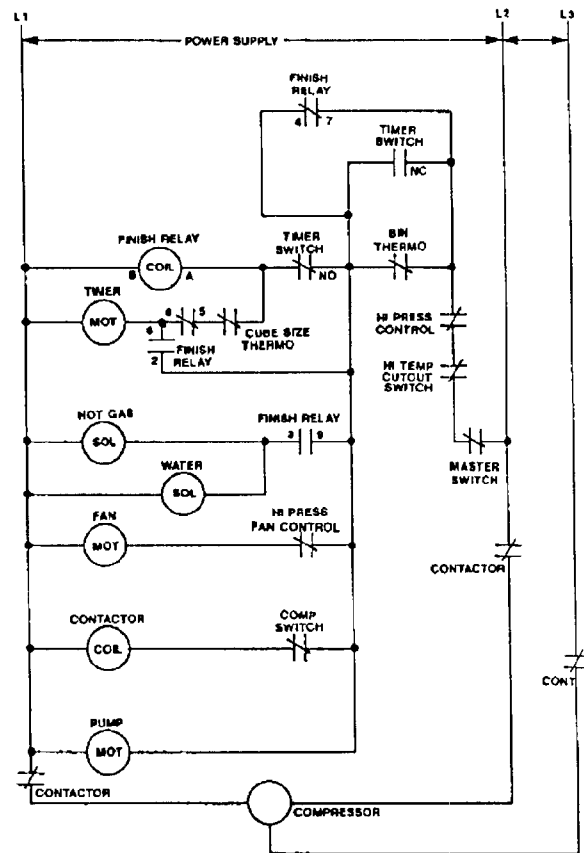 L1
L2
L3
POWER SUPPLY
FINISH
RELAY
4 7
TIMER
SWITCH
NC
FINISH RELAY
B COIL A
TIMER
SWITCH
NO
BIN
THERMO
TIMER
MOT
6 5
CUBE SIZE
THERMO
6
2
FINISH
RELAY
HI PRESS
CONTROL
HI TEMP
CUTOUT
SWITCH
HOT GAS
SOL
FINISH RELAY
3 9
MASTER
SWITCH
WATER
SOL
FAN
MOT
HI PRESS
FAN CONTROL
CONTACTOR
CONTACTOR
COIL
COMP
SWITCH
CONT
PUMP
MOT
CONTACTOR
COMPRESSOR